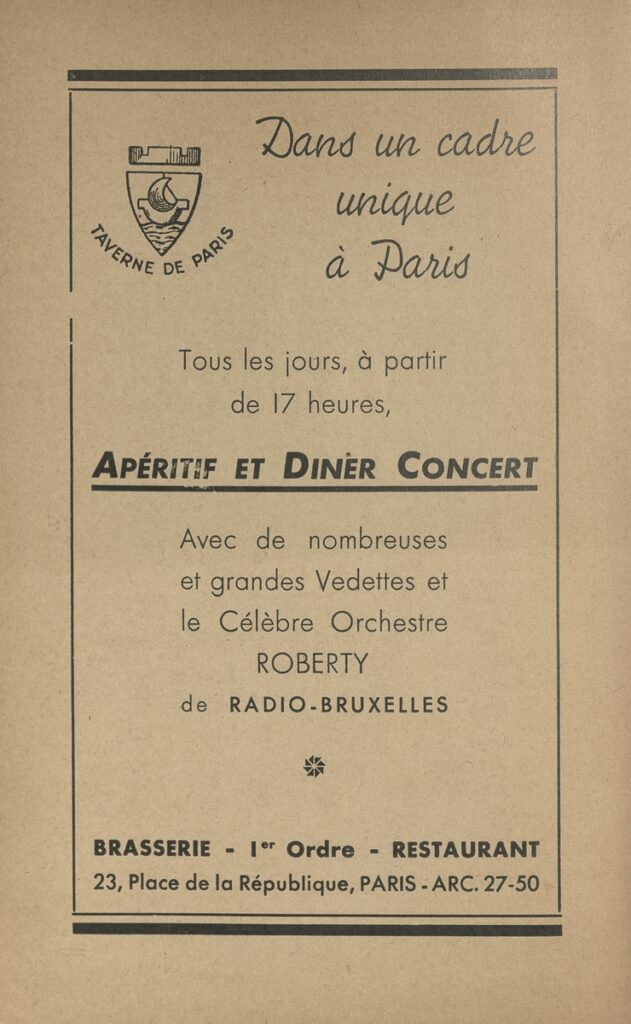 TAVERNE DE PARIS
Dans un cadre
unique
à Paris
Tous les jours, à partir
de 17 heures,
APÉRITIF ET DINER CONCERT
Avec de nombreuses
et grandes Vedettes et
le Célèbre Orchestre
ROBERTY
de RADIO-BRUXELLES
BRASSERIE - 1er Ordre - RESTAURANT
23, Place de la République, PARIS - ARC. 27-50